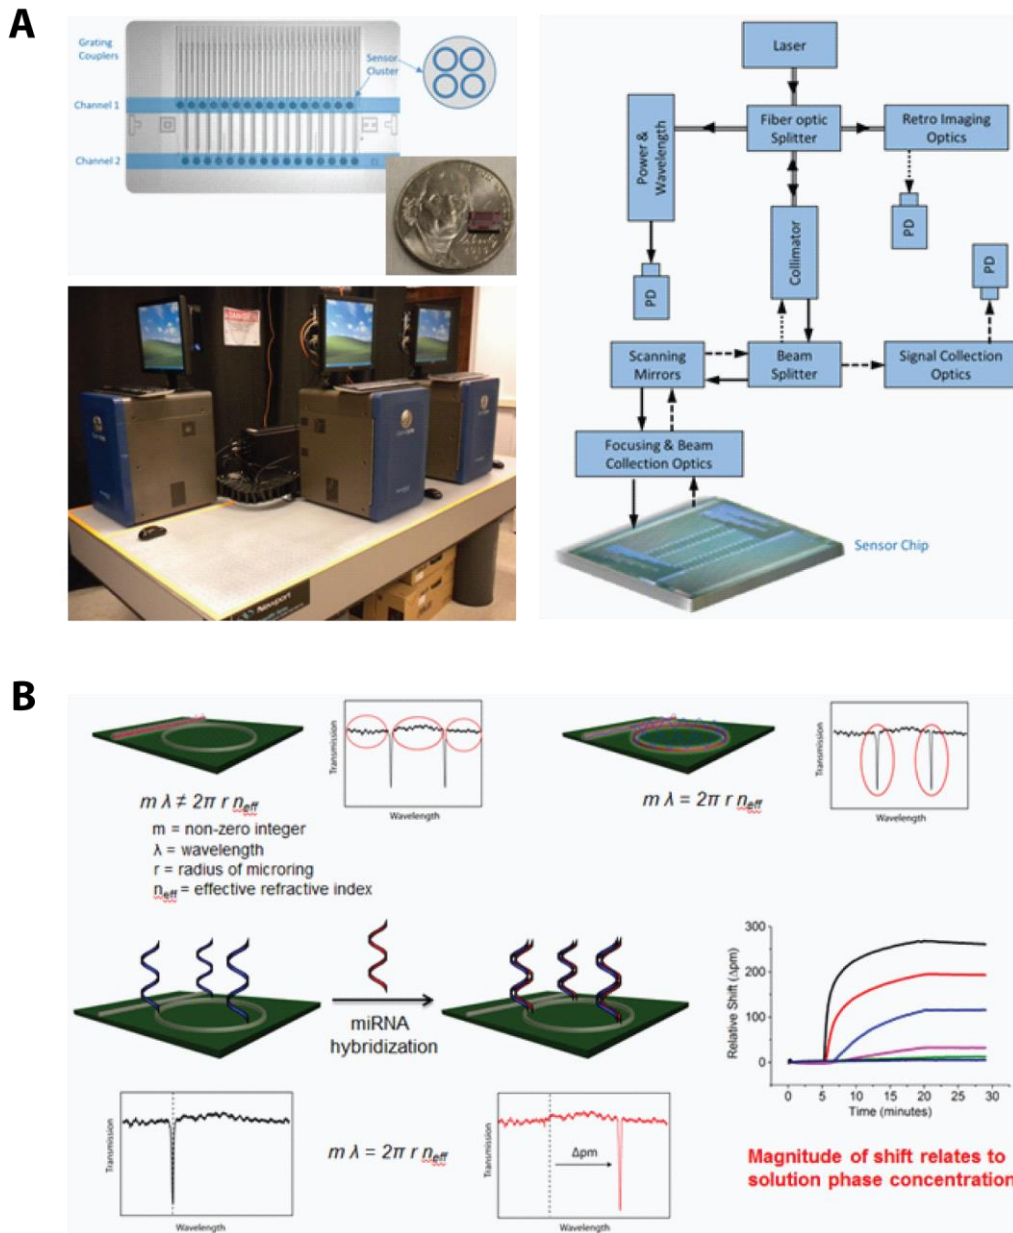 A
Grating
Couplers
Sensor
Cluster
Channel 1
Channel 2
Laser
Fiber optic
Splitter
Retro Imaging
Optics
Power &
Wavelength
Collimator
PD
PD
PD
Scanning
Mirrors
Beam
Splitter
Signal Collection
Optics
Focusing & Beam
Collection Optics
Sensor Chip
DANGER
Newport
B
Transmission
Wavelength
m λ ≠ 2π r neff
m = non-zero integer
λ = wavelength
r = radius of microring
neff = effective refractive index
Transmission
Wavelength
m λ = 2π r neff
miRNA
hybridization
Relative Shift (Δpm)
300
200
100
0
0 5 10 15 20 25 30
Time (minutes)
Transmission
Wavelength
m λ = 2π r neff
Transmission
Δpm
Wavelength
Magnitude of shift relates to
solution phase concentration